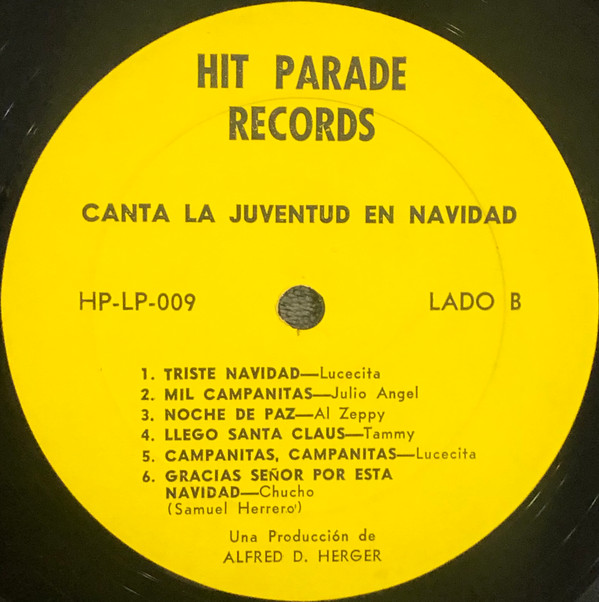 HIT PARADE
RECORDS
CANTA LA JUVENTUD EN NAVIDAD
HP-LP-009 LADO B
1. TRISTE NAVIDAD—Lucecita
2. MIL CAMPANITAS—Julio Angel
3. NOCHE DE PAZ—Al Zeppy
4. LLEGO SANTA CLAUS—Tammy
5. CAMPANITAS, CAMPANITAS—Lucecita
6. GRACIAS SEÑOR POR ESTA
NAVIDAD—Chucho
(Samuel Herrero')
Una Producción de
ALFRED D. HERGER